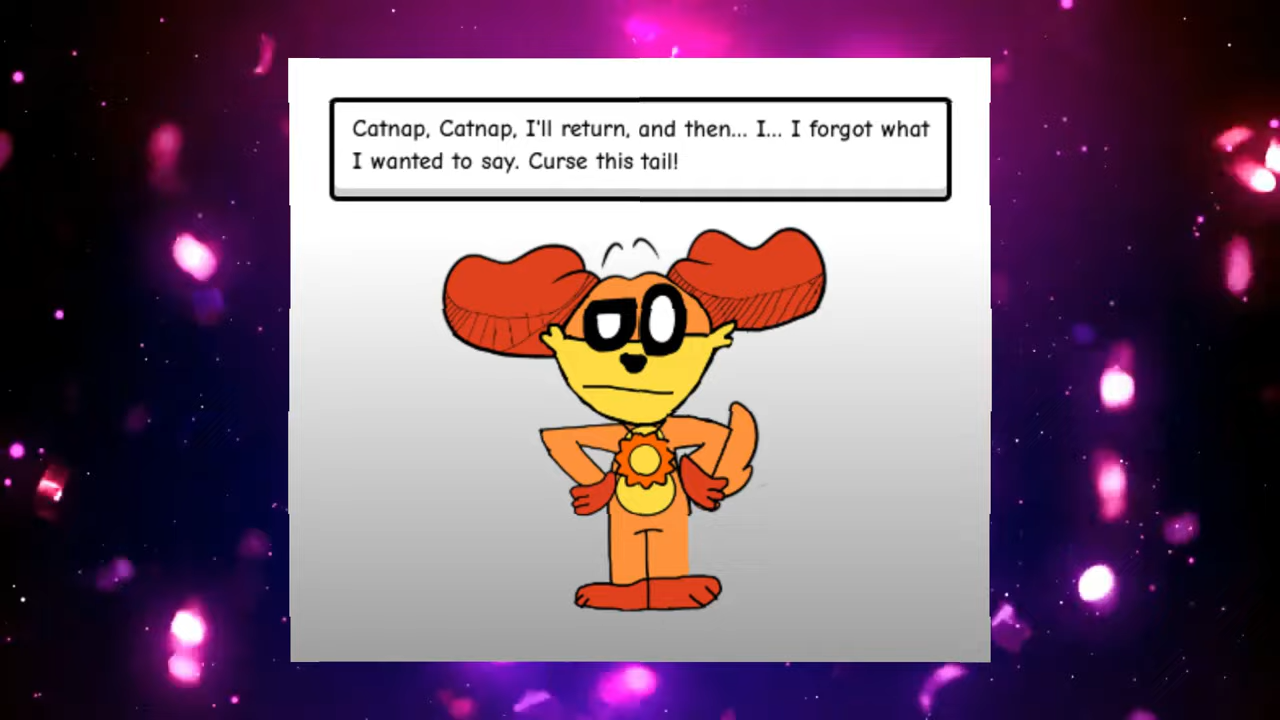 Catnap, Catnap, I'll return, and then... I... I forgot what
I wanted to say. Curse this tail!